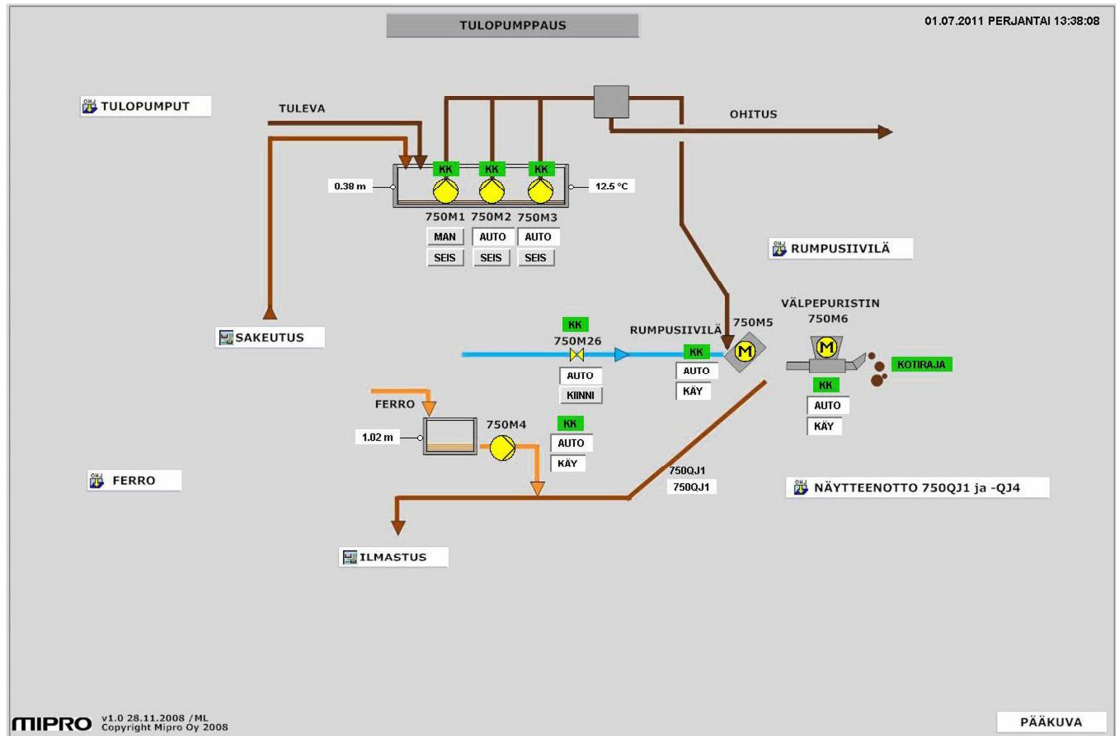 TULOPUMPPAUS
01.07.2011 PERJANTAI 13:38:08
TULOPUMPUT
TULEVA
OHITUS
KK KK KK
0.38 m
12.5 °C
750M1 750M2 750M3
MAN AUTO AUTO
SEIS SEIS SEIS
RUMPUSIIVILÄ
SAKEUTUS
VÄLPEPURISTIN
750M6
KK
750M26
RUMPUSIIVILÄ
750M5
KK
M
M
AUTO
KIINNI
AUTO
KÄY
KOTIRAJA
KK
AUTO
KÄY
FERRO
1.02 m
750M4
KK
AUTO
KÄY
750QJ1
750QJ1
FERRO
NÄYTTEENOTTO 750QJ1 ja -QJ4
ILMASTUS
MIPRO
v1.0 28.11.2008 /ML
Copyright Mipro Oy 2008
PÄÄKUVA